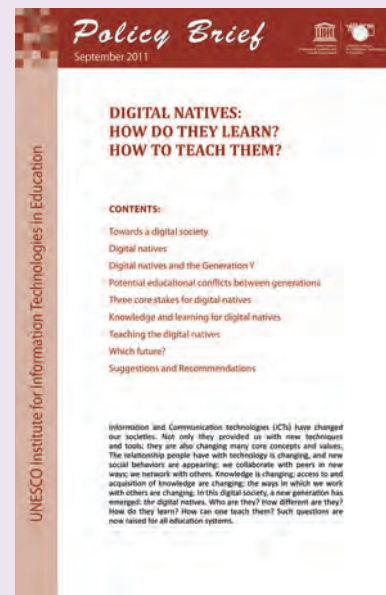 Policy Brief
September 2011
UNESCO Institute for Information Technologies in Education
DIGITAL NATIVES:
HOW DO THEY LEARN?
HOW TO TEACH THEM?
CONTENTS:
Towards a digital society
Digital natives
Digital natives and the Generation Y
Potential educational conflicts between generations
Three core stakes for digital natives
Knowledge and learning for digital natives
Teaching the digital natives
Which future?
Suggestions and Recommendations
Information and Communication technologies (ICTs) have changed
our societies. Not only they provided us with new techniques
and tools; they are also changing many core concepts and values.
The relationship people have with technology is changing, and new
social behaviors are appearing: we collaborate with peers in new
ways; we network with others. Knowledge is changing; access to and
acquisition of knowledge are changing; the ways in which we work
with others are changing. In this digital society, a new generation has
emerged: the digital natives. Who are they? How different are they?
How do they learn? How can one teach them? Such questions are
now raised for all education systems.